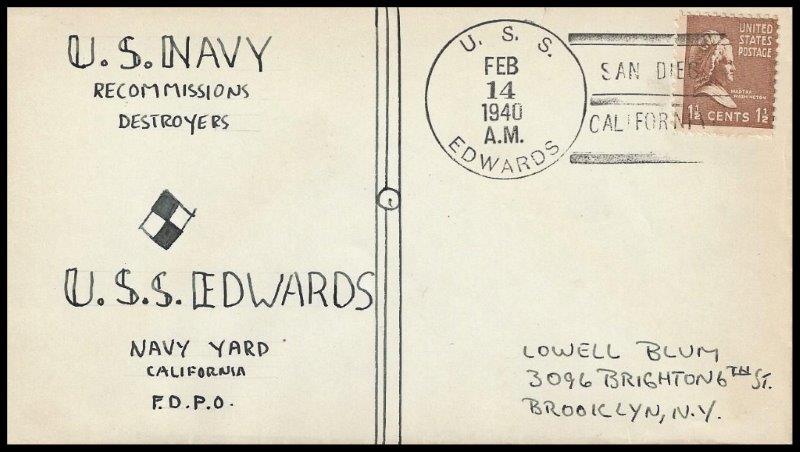 U.S. NAVY
RECOMMISSIONS
DESTROYERS
U.S.S. EDWARDS
NAVY YARD
CALIFORNIA
F.D.P.O.
U. S. S.
FEB
14
1940
A.M.
EDWARDS
SAN DIEG
CALIFORNIA
UNITED
STATES
POSTAGE
MARTHA
WASHINGTON
1½ CENTS 1½
LOWELL BLUM
3096 BRIGHTON 6TH ST.
BROOKLYN, N.Y.